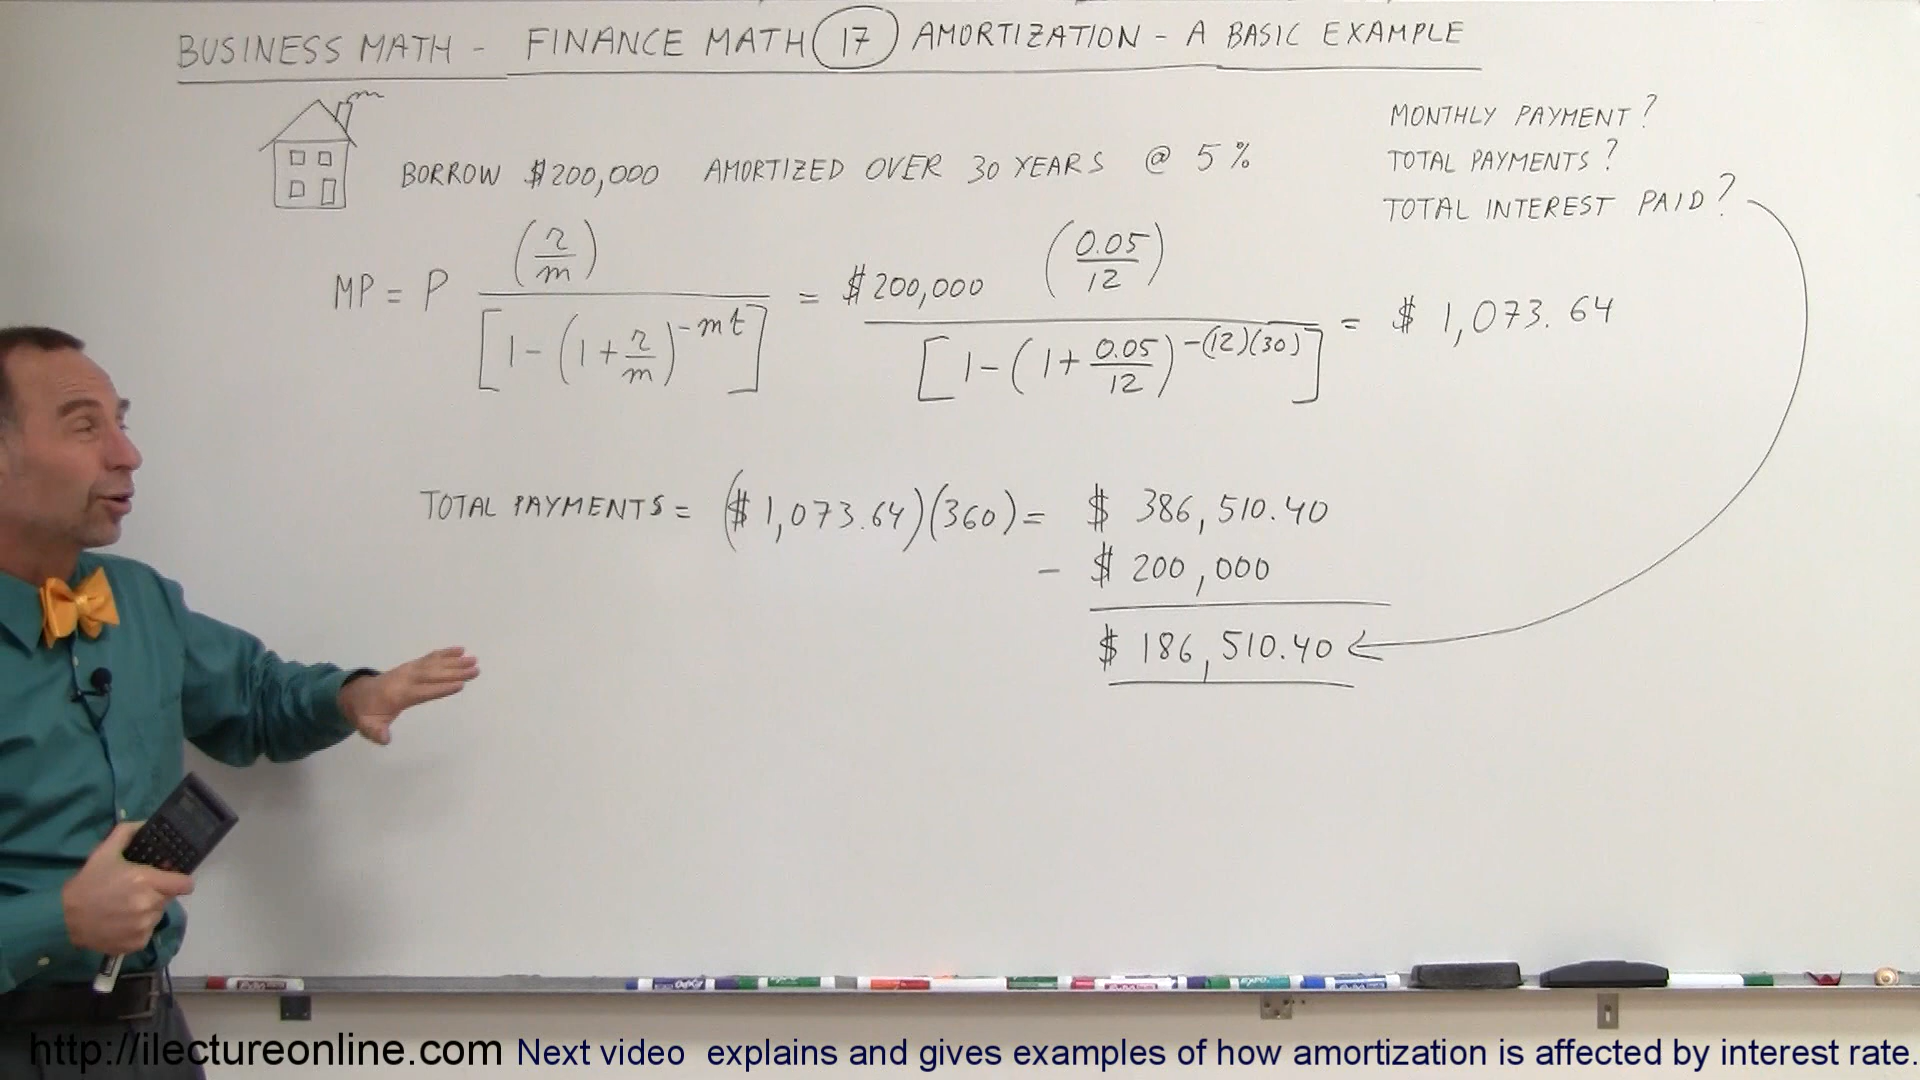 BUSINESS MATH - FINANCE MATH 17 AMORTIZATION - A BASIC EXAMPLE
MONTHLY PAYMENT?
TOTAL PAYMENTS?
TOTAL INTEREST PAID?
BORROW $200,000 AMORTIZED OVER 30 YEARS @ 5%
MP = P (r/m) / [1-(1+r/m)^-mt] = $200,000 (0.05/12) / [1-(1+0.05/12)^-(12)(30)] = $1,073.64
TOTAL PAYMENTS = ($1,073.64)(360) = $386,510.40
- $200,000
$186,510.40
http://ilectureonline.com Next video explains and gives examples of how amortization is affected by interest rate.